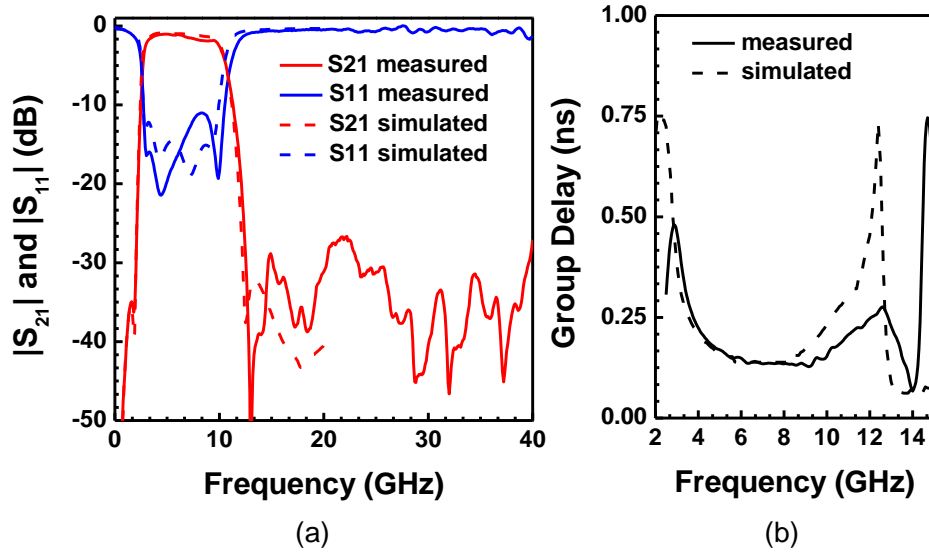 |S21| and |S11| (dB)
0
-10
-20
-30
-40
-50
0 10 20 30 40
S21 measured
S11 measured
S21 simulated
S11 simulated
Frequency (GHz)
(a)
Group Delay (ns)
1.00
0.75
0.50
0.25
0.00
2 4 6 8 10 12 14
measured
simulated
Frequency (GHz)
(b)